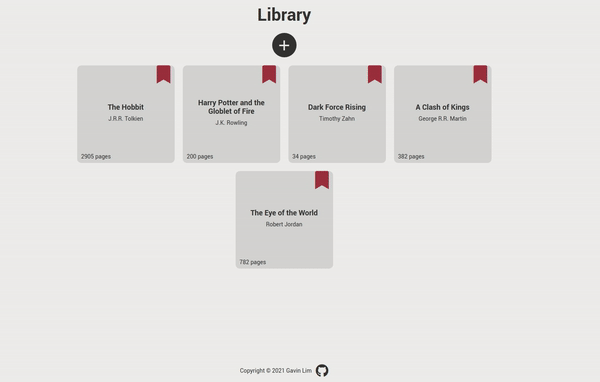 Library
The Hobbit
J.R.R. Tolkien
2905 pages
Harry Potter and the
Globlet of Fire
J.K. Rowling
200 pages
Dark Force Rising
Timothy Zahn
34 pages
A Clash of Kings
George R.R. Martin
382 pages
The Eye of the World
Robert Jordan
782 pages
Copyright © 2021 Gavin Lim